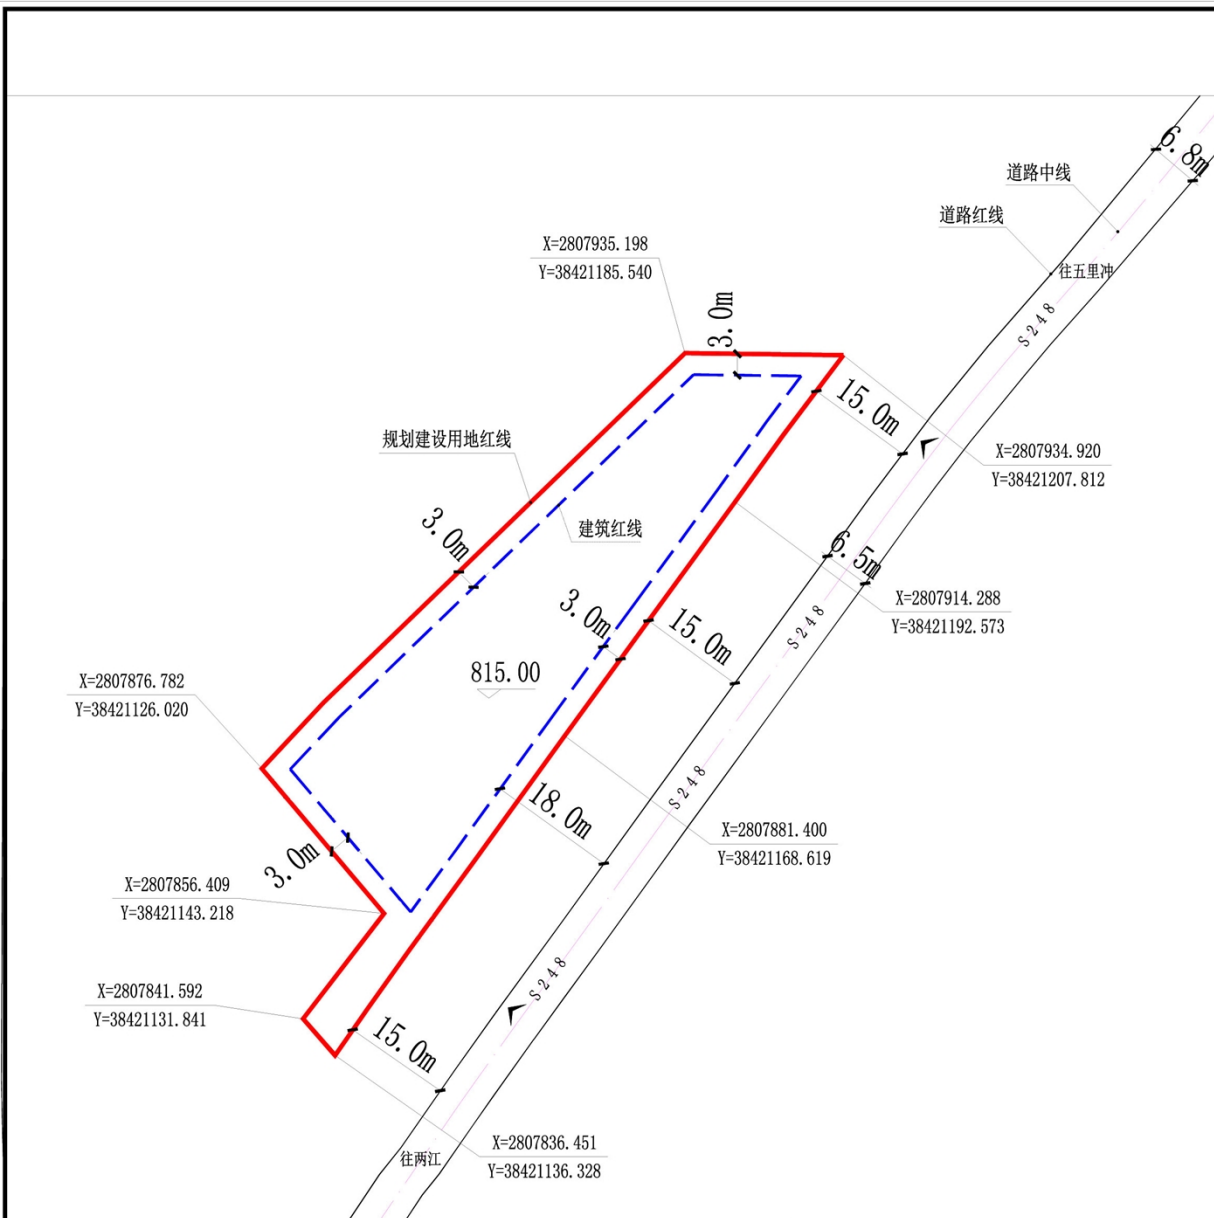 6.8m
道路中线
道路红线
往五里冲
S248
X=2807935.198
Y=38421185.540
3.0m
15.0m
规划建设用地红线
X=2807934.920
Y=38421207.812
3.0m
建筑红线
6.5m
X=2807914.288
Y=38421192.573
3.0m
15.0m
S248
815.00
X=2807876.782
Y=38421126.020
S248
18.0m
X=2807881.400
Y=38421168.619
3.0m
X=2807856.409
Y=38421143.218
S248
X=2807841.592
Y=38421131.841
15.0m
X=2807836.451
Y=38421136.328
往两江